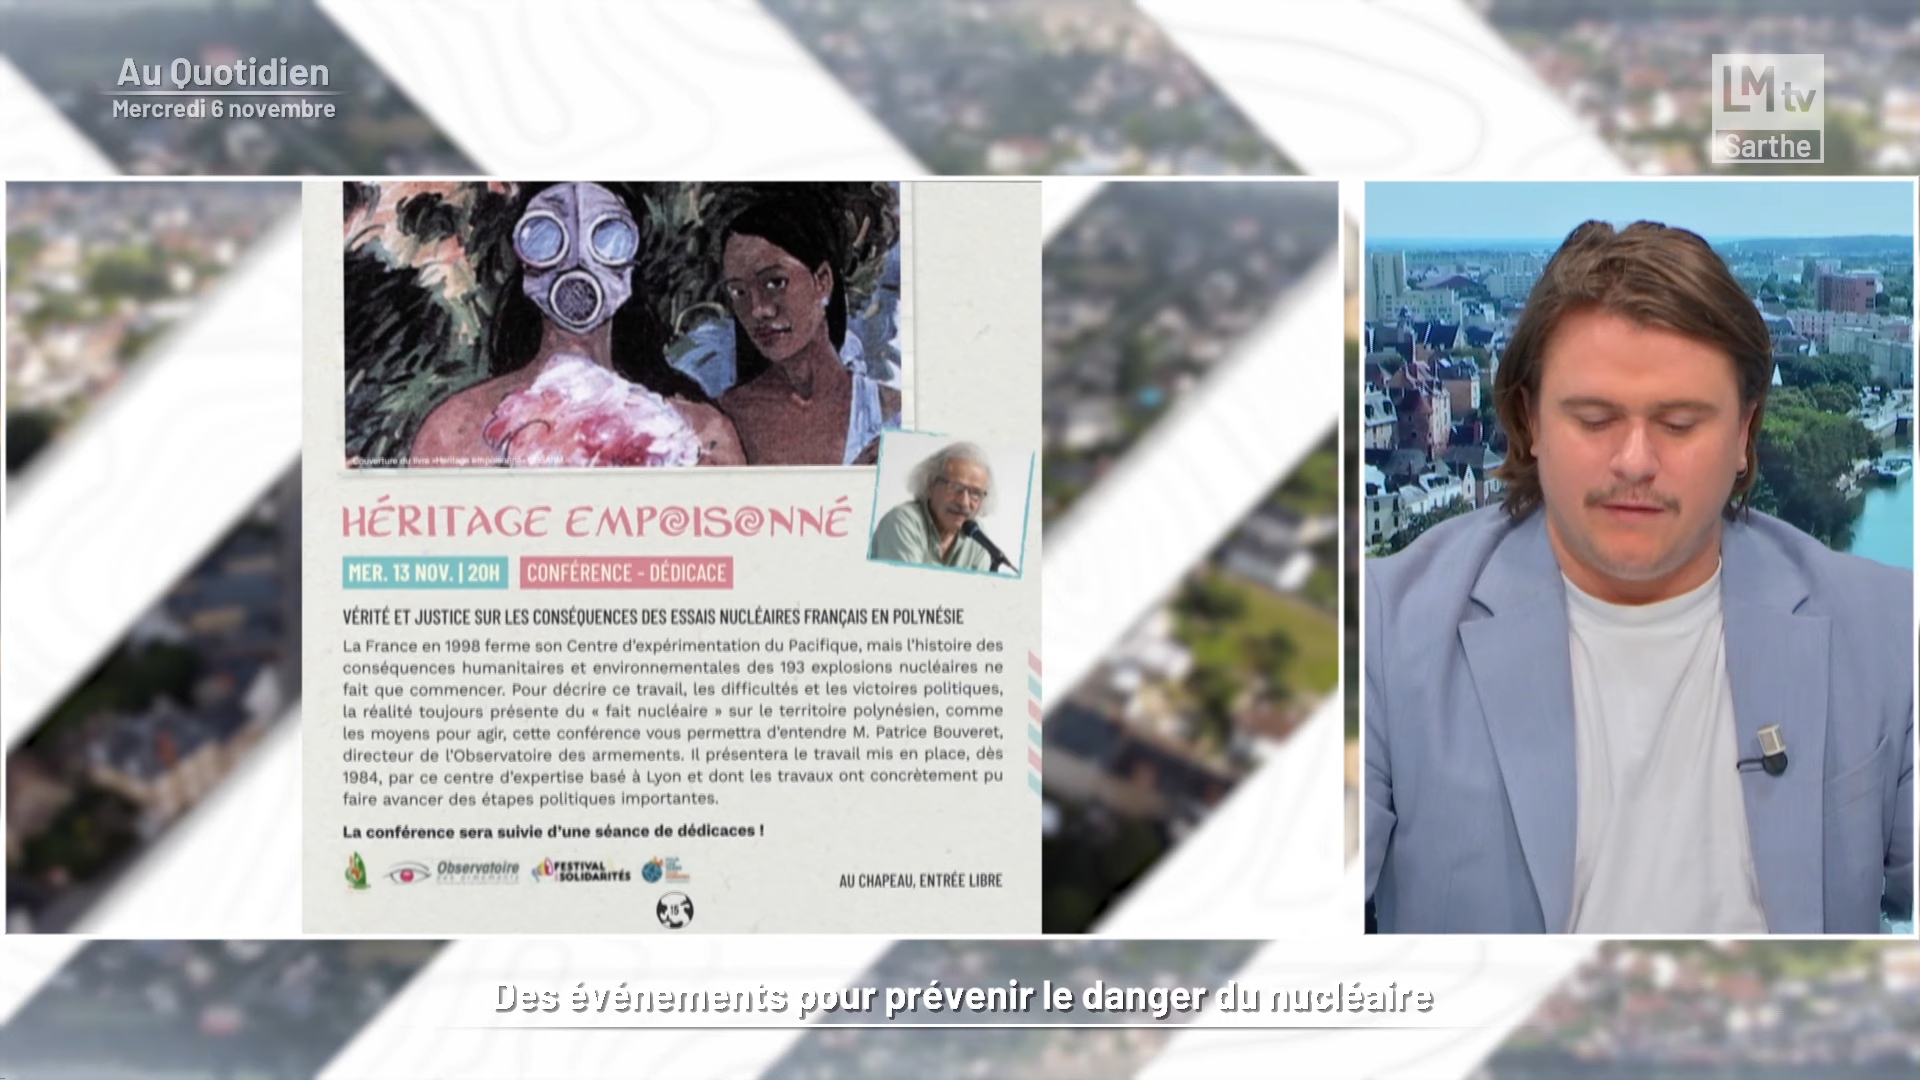 Au Quotidien
Mercredi 6 novembre
LM tv
Sarthe
HÉRITAGE EMPOISONNÉ
MER. 13 NOV. | 20H
CONFÉRENCE - DÉDICACE
VÉRITÉ ET JUSTICE SUR LES CONSÉQUENCES DES ESSAIS NUCLÉAIRES FRANÇAIS EN POLYNÉSIE
La France en 1998 ferme son Centre d'expérimentation du Pacifique, mais l'histoire des
conséquences humanitaires et environnementales des 193 explosions nucléaires ne
fait que commencer. Pour décrire ce travail, les difficultés et les victoires politiques,
la réalité toujours présente du « fait nucléaire » sur le territoire polynésien, comme
les moyens pour agir, cette conférence vous permettra d'entendre M. Patrice Bouveret,
directeur de l'Observatoire des armements. Il présentera le travail mis en place, dès
1984, par ce centre d'expertise basé à Lyon et dont les travaux ont concrètement pu
faire avancer des étapes politiques importantes.
La conférence sera suivie d'une séance de dédicaces !
Observatoire
FESTIVAL
SOLIDARITÉS
AU CHAPEAU, ENTRÉE LIBRE
15
Des événements pour prévenir le danger du nucléaire